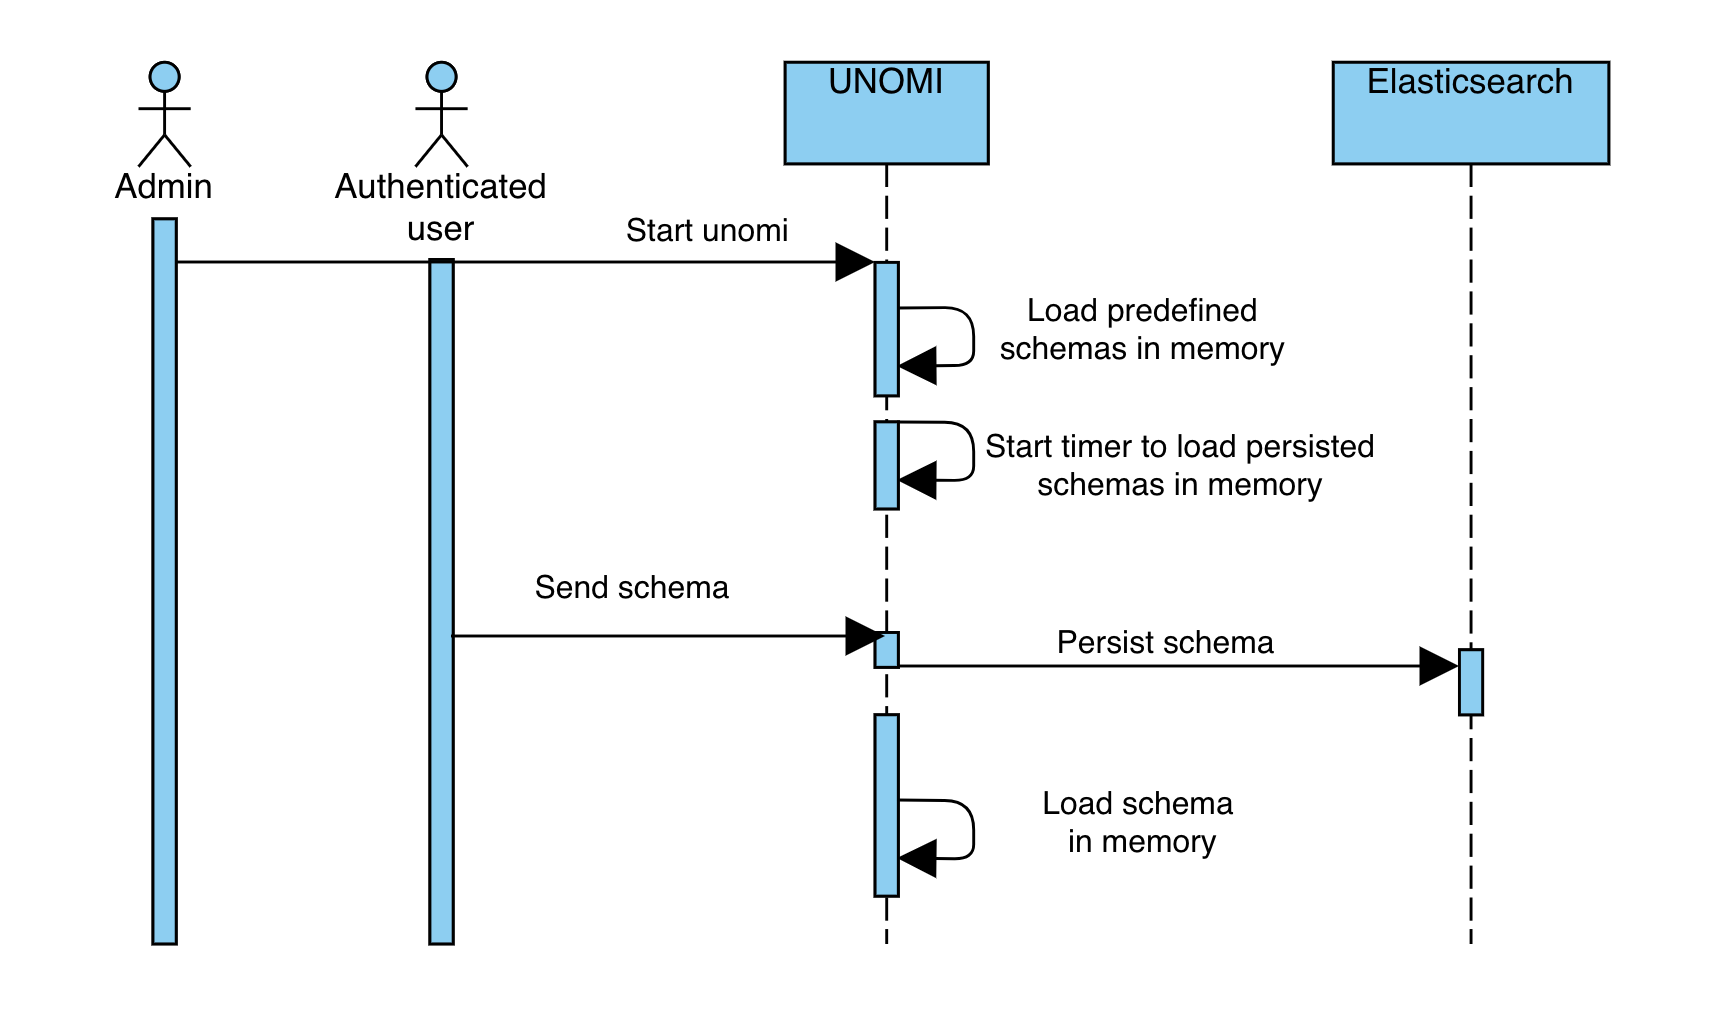 UNOMI
Elasticsearch
Admin
Authenticated
user
Start unomi
Load predefined
schemas in memory
Start timer to load persisted
schemas in memory
Send schema
Persist schema
Load schema
in memory